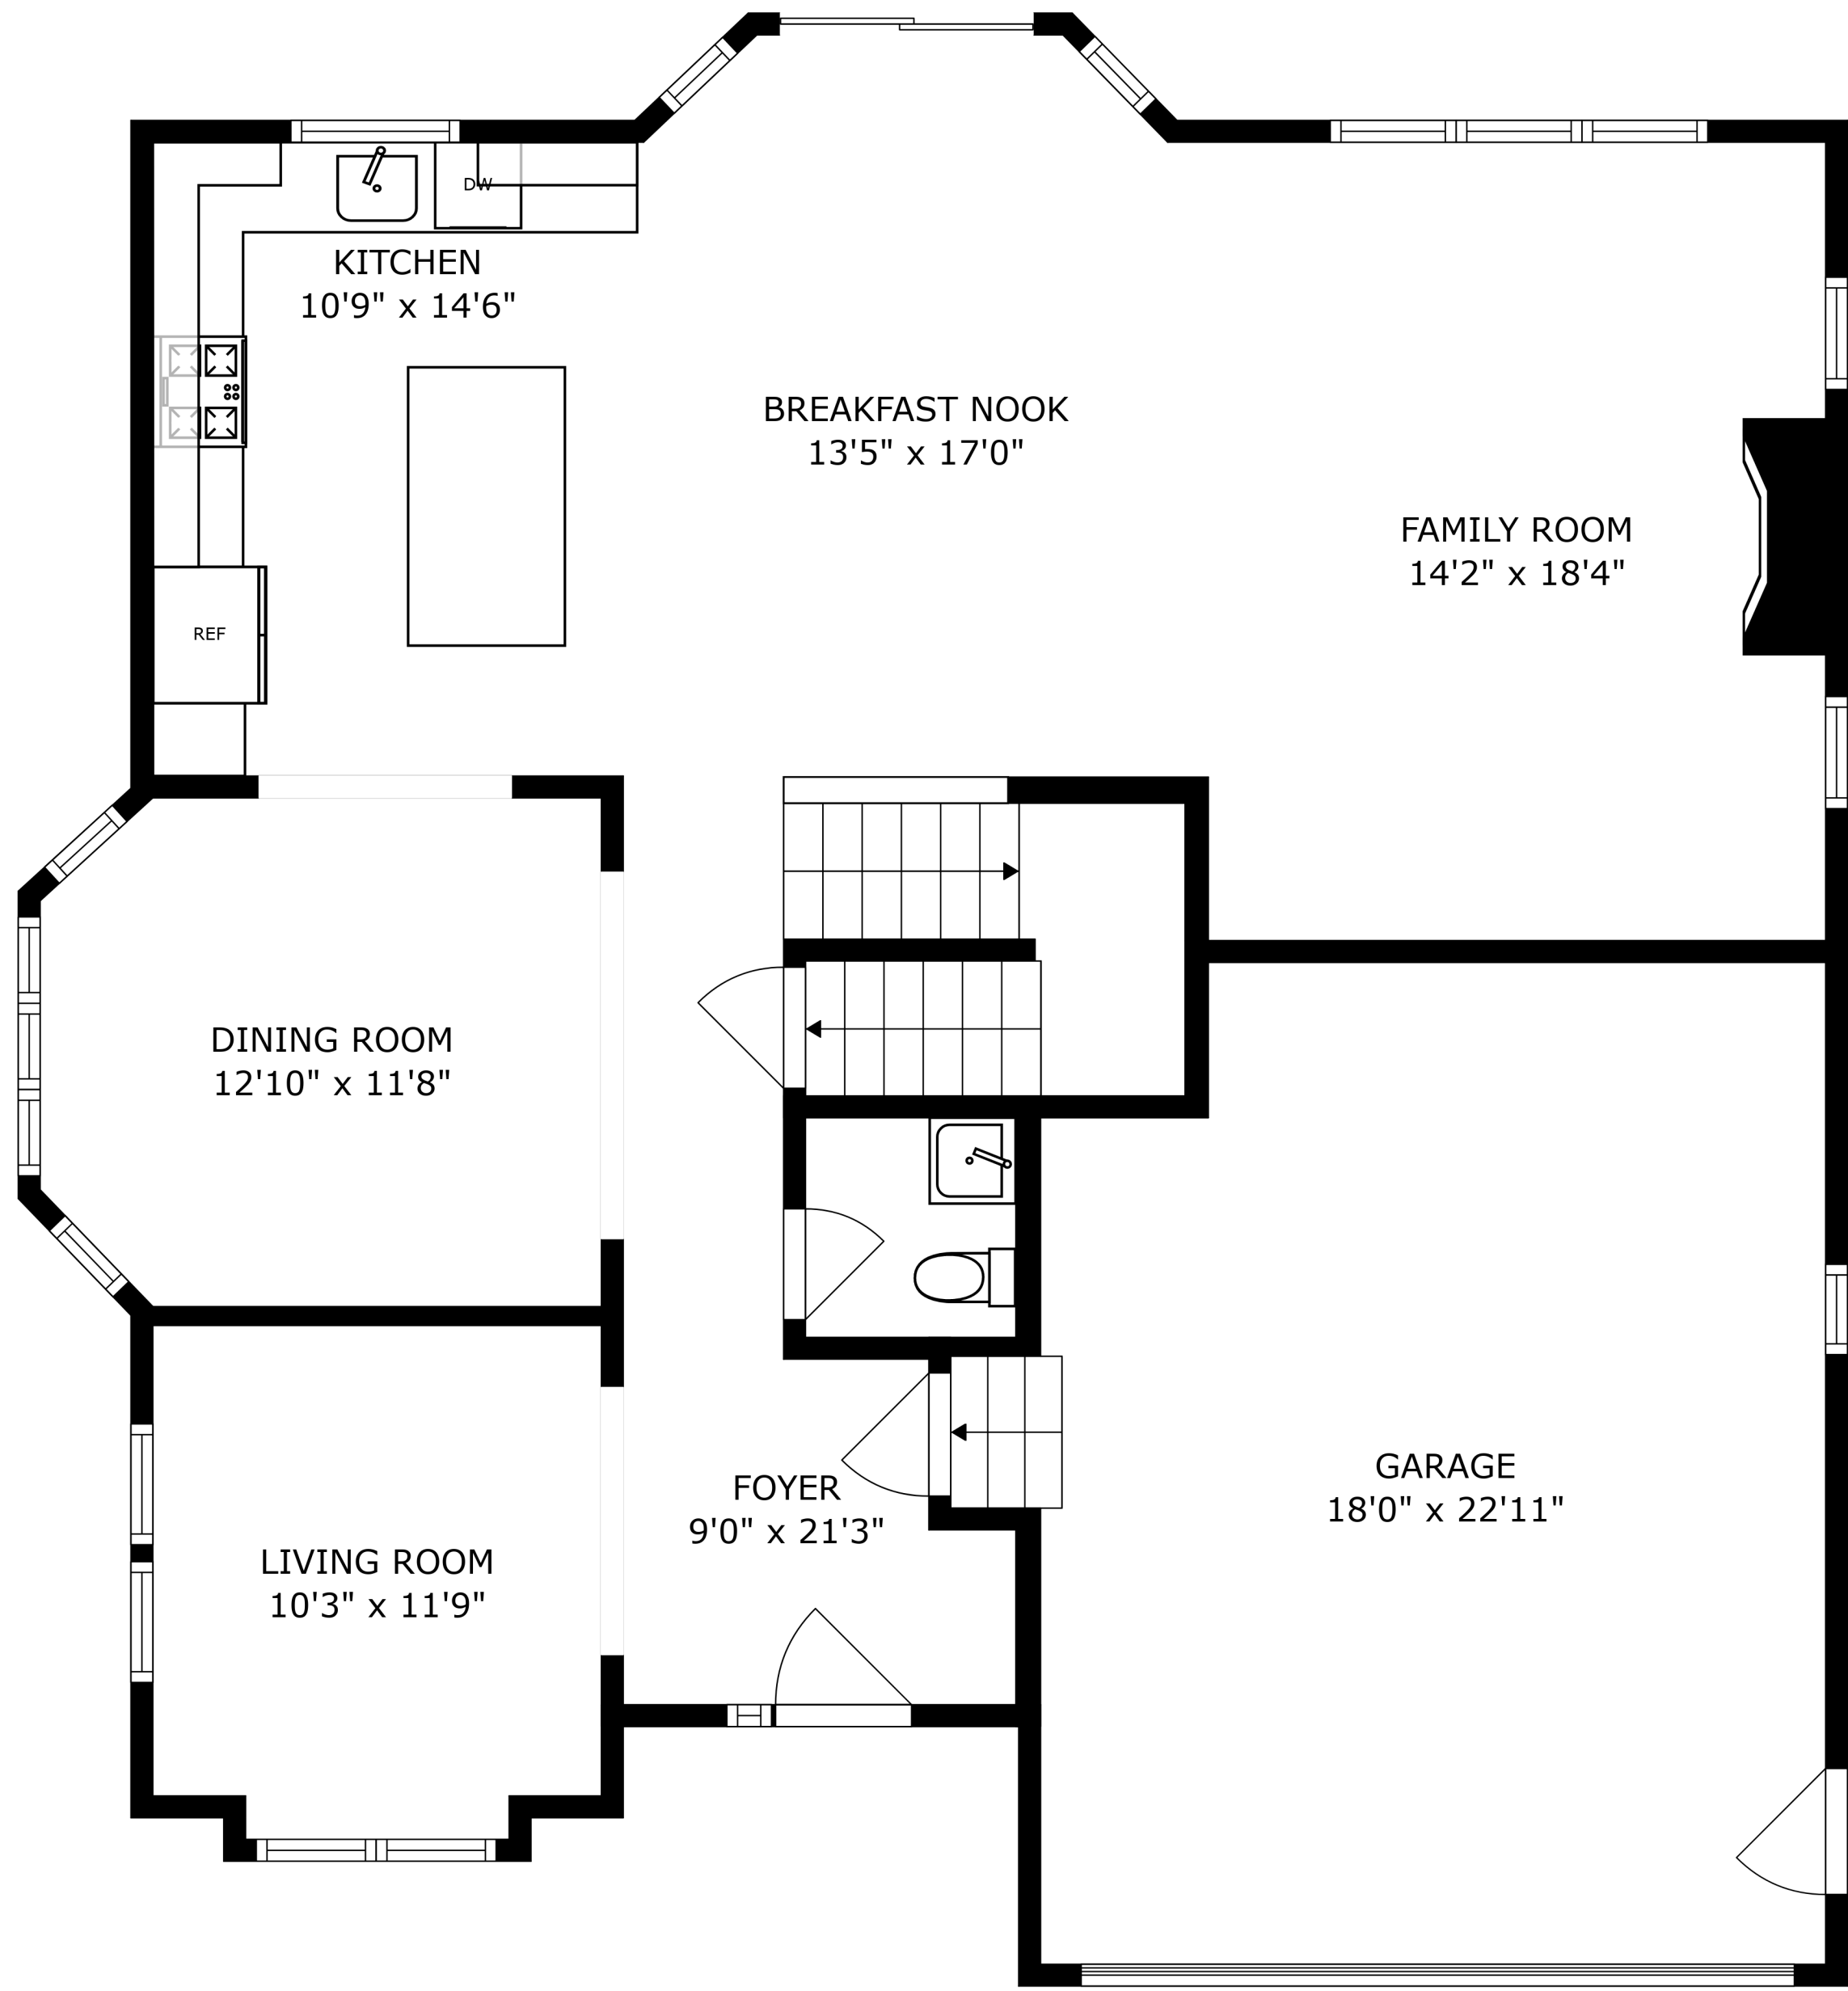 DW
KITCHEN
10'9" x 14'6"
BREAKFAST NOOK
13'5" x 17'0"
FAMILY ROOM
14'2" x 18'4"
REF
DINING ROOM
12'10" x 11'8"
FOYER
9'0" x 21'3"
GARAGE
18'0" x 22'11"
LIVING ROOM
10'3" x 11'9"